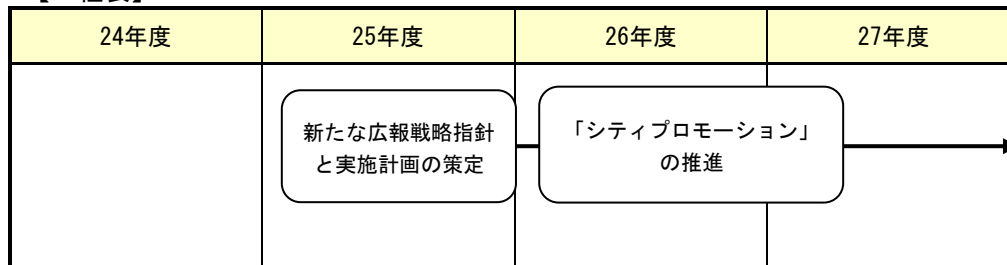 24年度
25年度
26年度
27年度
新たな広報戦略指針
と実施計画の策定
「シティプロモーション」
の推進